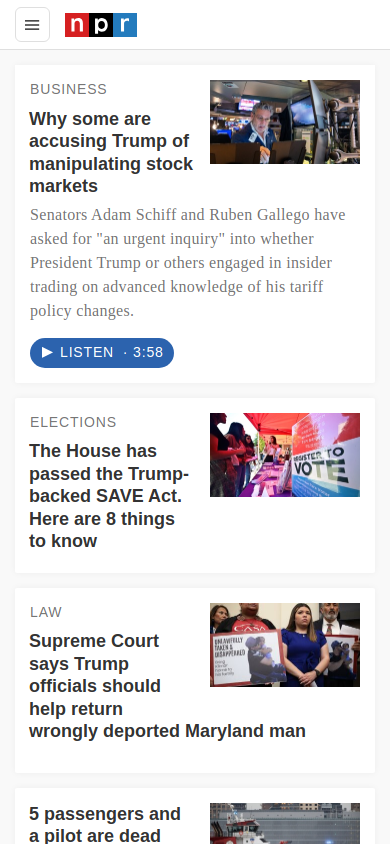 npr
BUSINESS
Why some are
accusing Trump of
manipulating stock
markets
Senators Adam Schiff and Ruben Gallego have
asked for "an urgent inquiry" into whether
President Trump or others engaged in insider
trading on advanced knowledge of his tariff
policy changes.
LISTEN · 3:58
ELECTIONS
The House has
passed the Trump-
backed SAVE Act.
Here are 8 things
to know
REGISTER TO
VOTE
LAW
Supreme Court
says Trump
officials should
help return
wrongly deported Maryland man
UNLAWFULLY
TAKEN &
DISAPPEARED
CASA
5 passengers and
a pilot are dead